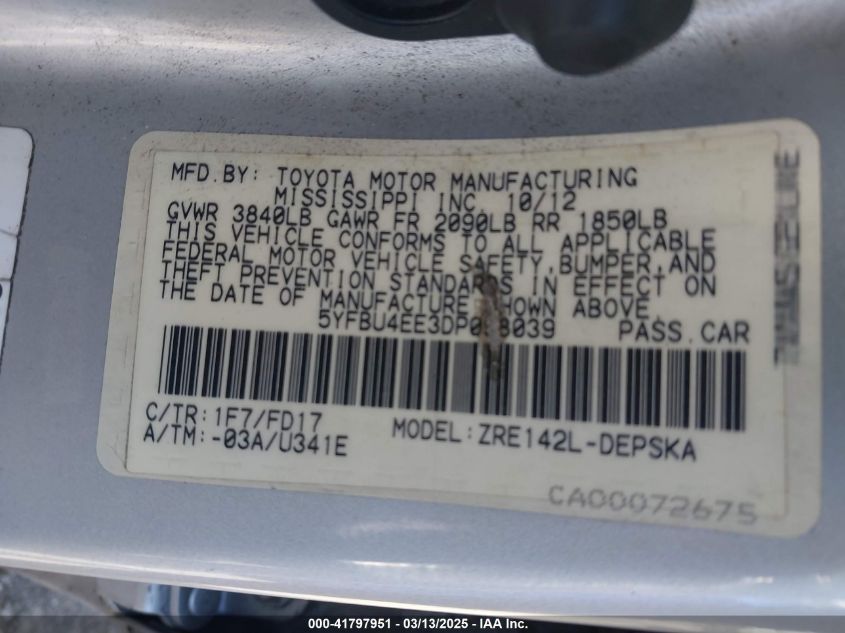 MFD.BY: TOYOTA MOTOR MANUFACTURING
MISSISSIPPI INC. 10/12
GVWR 3840LB GAWR FR 2090LB RR 1850LB
THIS VEHICLE CONFORMS TO ALL APPLICABLE
FEDERAL MOTOR VEHICLE SAFETY, BUMPER, AND
THEFT PREVENTION STANDARDS IN EFFECT ON
THE DATE OF MANUFACTURE SHOWN ABOVE.
PASS.CAR
C/TR:1F7/FD17
A/TM:-03A/U341E
MODEL:ZRE142L-DEPSKA
CA00072675
000-41797951 - 03/13/2025 - IAA Inc.